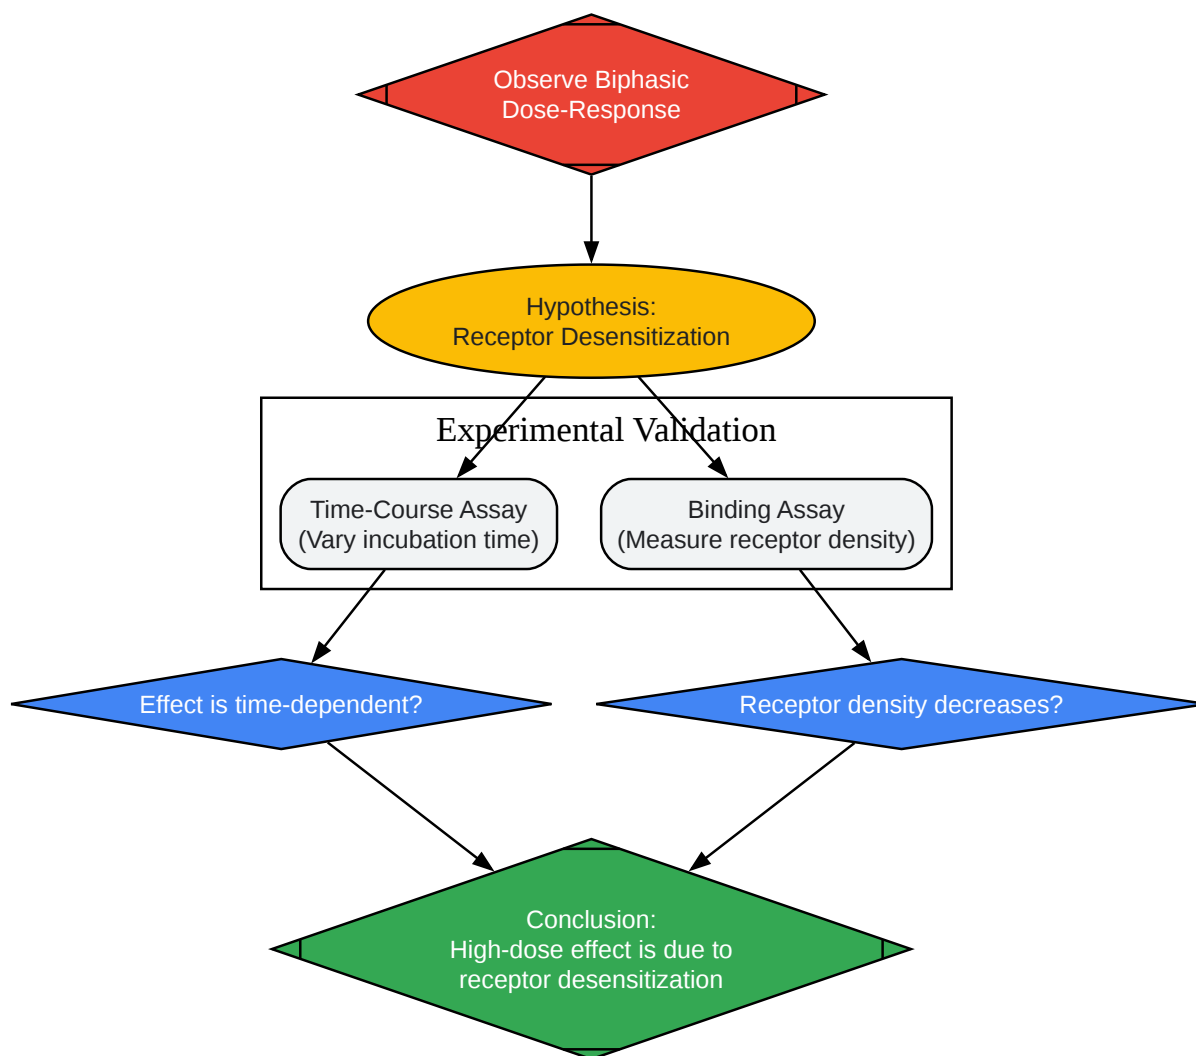 Observe Biphasic
Dose-Response
Hypothesis:
Receptor Desensitization
Experimental Validation
Time-Course Assay
(Vary incubation time)
Binding Assay
(Measure receptor density)
Effect is time-dependent?
Receptor density decreases?
Conclusion:
High-dose effect is due to
receptor desensitization